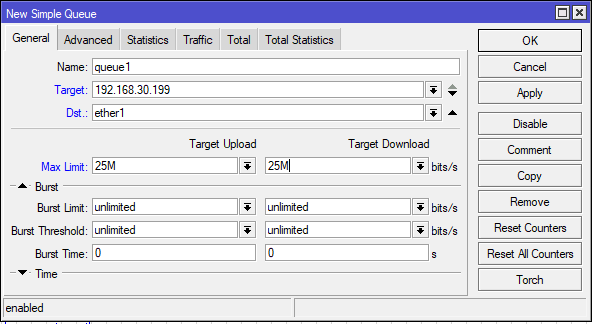 New Simple Queue
General Advanced Statistics Traffic Total Total Statistics
Name: queue1
Target: 192.168.30.199
Dst.: ether1
Target Upload Target Download
Max Limit: 25M 25M bits/s
Burst
Burst Limit: unlimited unlimited bits/s
Burst Threshold: unlimited unlimited bits/s
Burst Time: 0 0 s
Time
OK
Cancel
Apply
Disable
Comment
Copy
Remove
Reset Counters
Reset All Counters
Torch
enabled